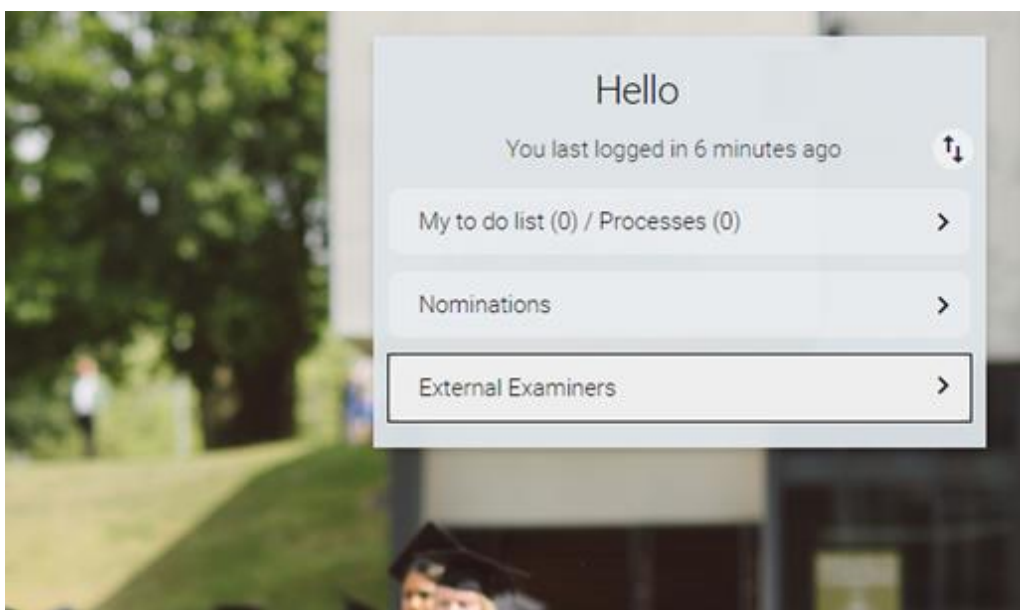 Hello
You last logged in 6 minutes ago
My to do list (0) / Processes (0)
Nominations
External Examiners